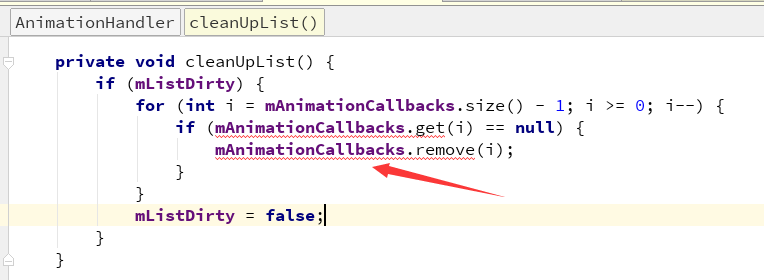 AnimationHandler cleanUpList()
private void cleanUpList() {
if (mListDirty) {
for (int i = mAnimationCallbacks.size() - 1; i >= 0; i--) {
if (mAnimationCallbacks.get(i) == null) {
mAnimationCallbacks.remove(i);
}
}
mListDirty = false;
}
}